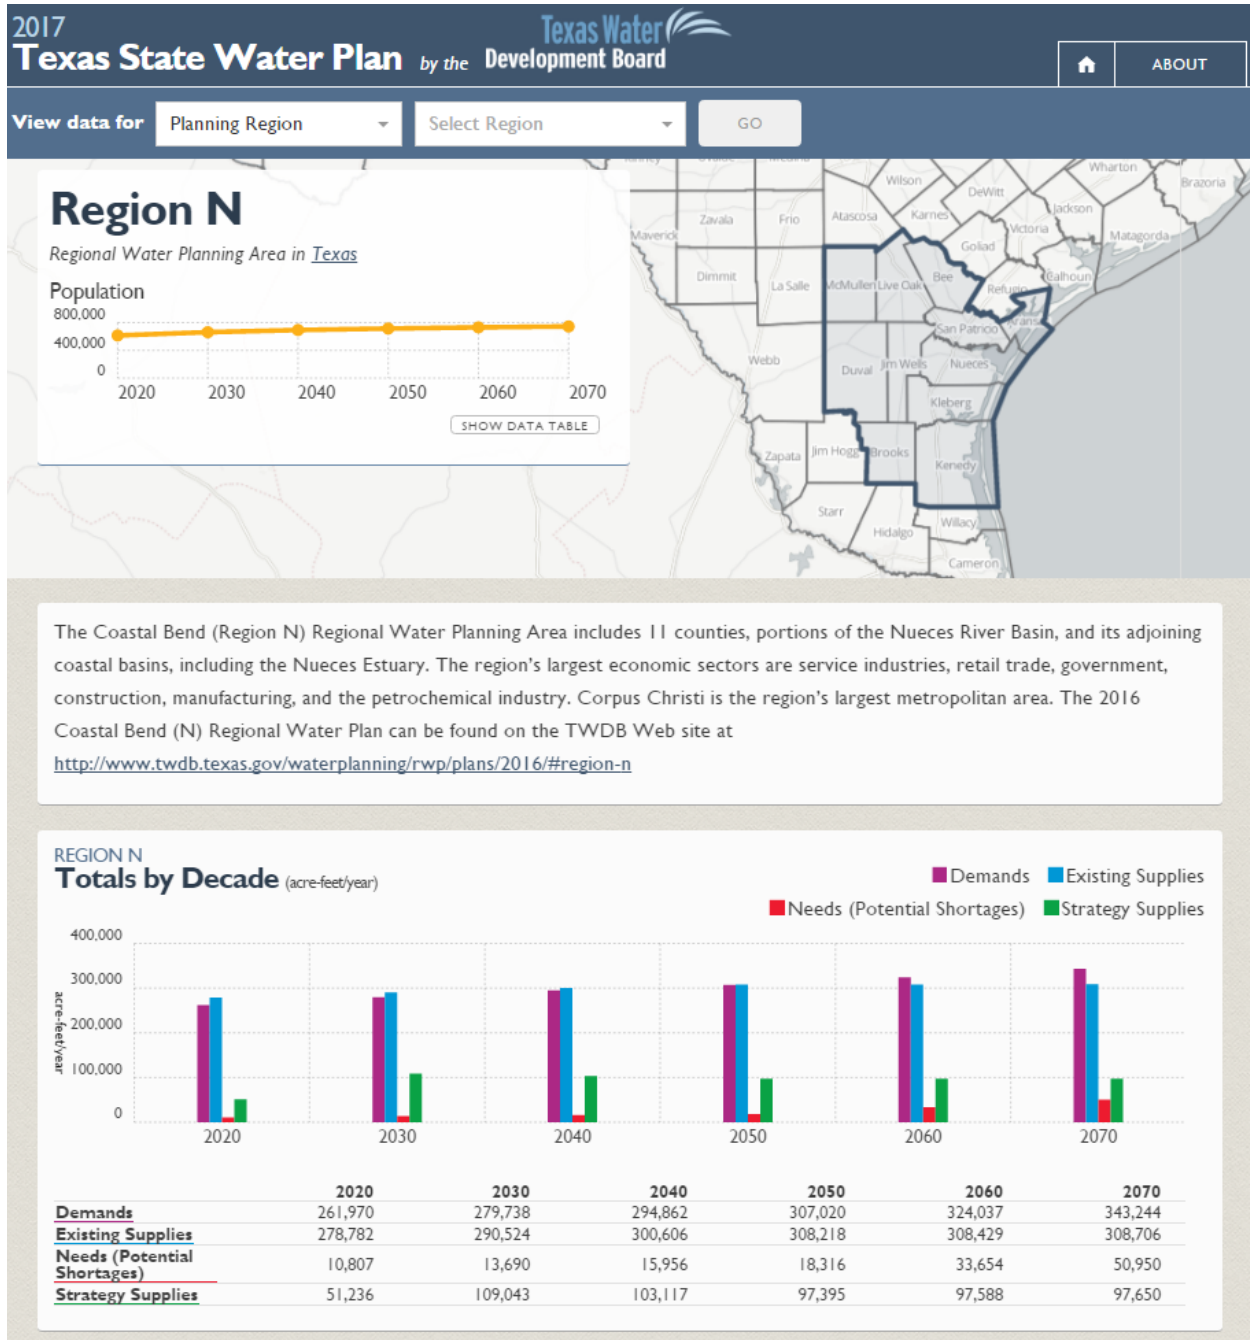 2017
Texas State Water Plan by the Texas Water Development Board
ABOUT
View data for Planning Region Select Region GO
Region N
Regional Water Planning Area in Texas
Population
800,000
400,000
0
2020 2030 2040 2050 2060 2070
SHOW DATA TABLE
Wharton
Wilson
DeWitt
Brazoria
Jackson
Zavala Frio Atascosa Karnes
Victoria
Maverick
Matagorda
Goliad
Dimmit
La Salle
McMullen Live Oak
Bee
Refugio
Calhoun
San Patricio
Webb
Duval
Jim Wells
Nueces
Kleberg
Zapata
Jim Hogg
Brooks
Kenedy
Starr
Hidalgo
Willacy
Cameron
The Coastal Bend (Region N) Regional Water Planning Area includes 11 counties, portions of the Nueces River Basin, and its adjoining
coastal basins, including the Nueces Estuary. The region's largest economic sectors are service industries, retail trade, government,
construction, manufacturing, and the petrochemical industry. Corpus Christi is the region's largest metropolitan area. The 2016
Coastal Bend (N) Regional Water Plan can be found on the TWDB Web site at
http://www.twdb.texas.gov/waterplanning/rwp/plans/2016/#region-n
REGION N
Totals by Decade (acre-feet/year)
Demands Existing Supplies
Needs (Potential Shortages) Strategy Supplies
400,000
300,000
200,000
100,000
0
acre-feet/year
2020 2030 2040 2050 2060 2070
2020 2030 2040 2050 2060 2070
Demands 261,970 279,738 294,862 307,020 324,037 343,244
Existing Supplies 278,782 290,524 300,606 308,218 308,429 308,706
Needs (Potential
Shortages) 10,807 13,690 15,956 18,316 33,654 50,950
Strategy Supplies 51,236 109,043 103,117 97,395 97,588 97,650